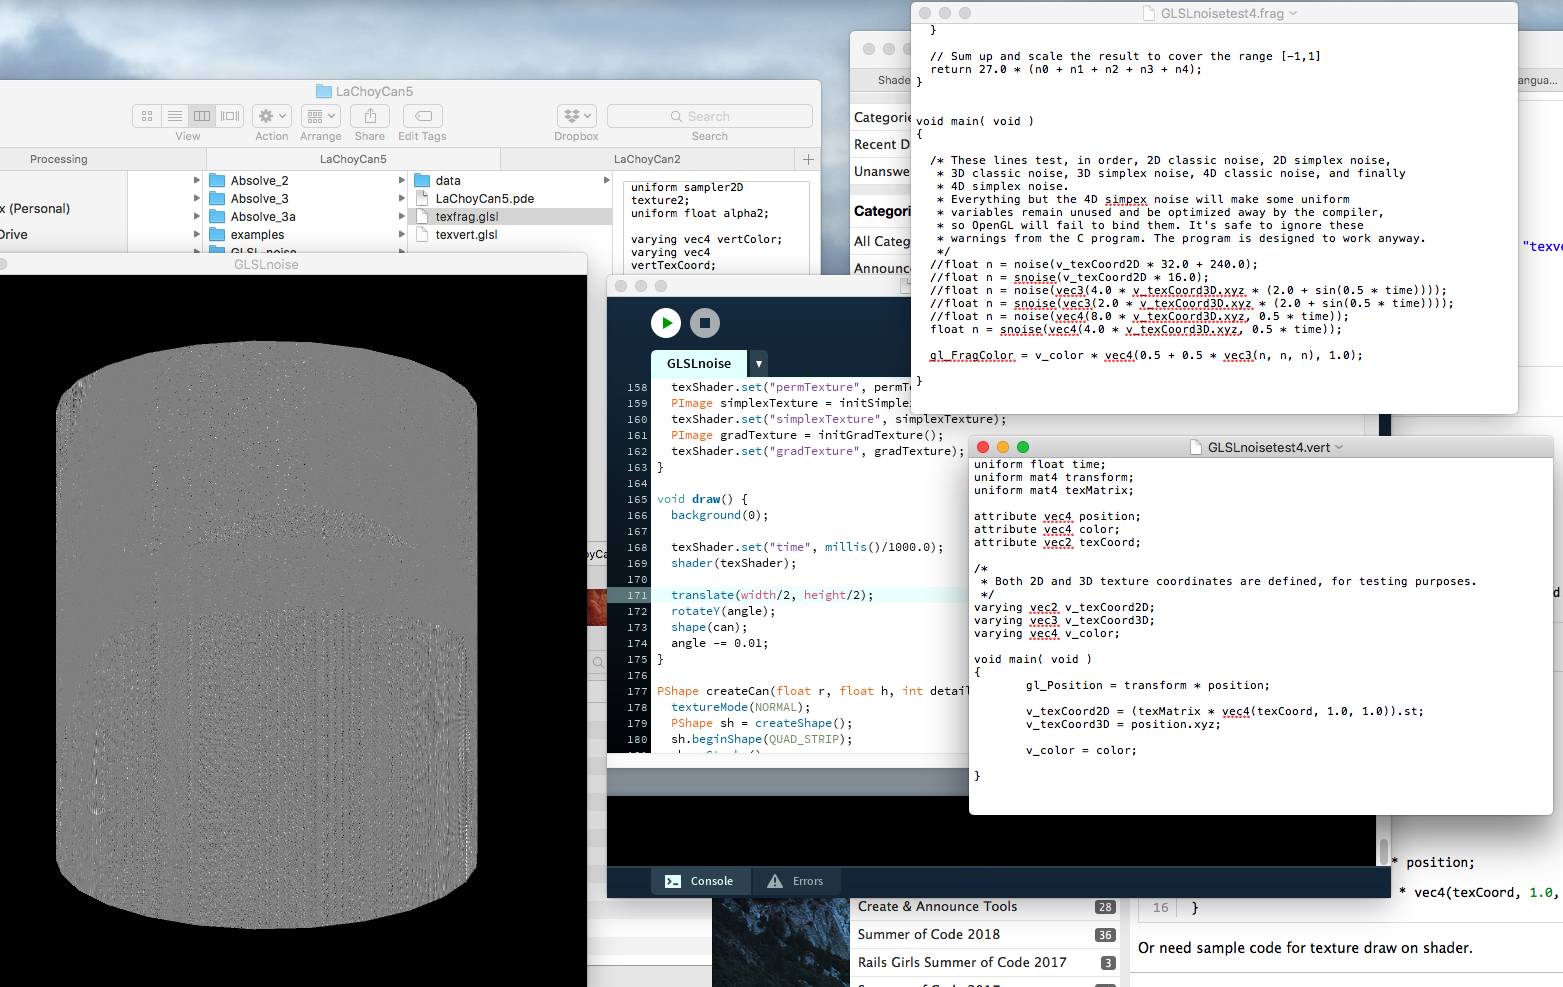 LaChoyCan5
View
Action
Arrange
Share
Edit Tags
Dropbox
Search
Search
Processing
LaChoyCan5
LaChoyCan2
x (Personal)
Drive
Absolve_2
Absolve_3
Absolve_3a
examples
GLSL_noise
data
LaChoyCan5.pde
texfrag.glsl
texvert.glsl
uniform sampler2D
texture2;
uniform float alpha2;
varying vec4 vertColor;
varying vec4
vertTexCoord;
GLSLnoise
GLSLnoise
158 texShader.set("permTexture", permT
159 PImage simplexTexture = initSimplex
160 texShader.set("simplexTexture", simplexTexture);
161 PImage gradTexture = initGradTexture();
162 texShader.set("gradTexture", gradTexture);
163 }
164
165 void draw() {
166 background(0);
167
168 texShader.set("time", millis()/1000.0);
169 shader(texShader);
170
171 translate(width/2, height/2);
172 rotateY(angle);
173 shape(can);
174 angle -= 0.01;
175 }
176
177 PShape createCan(float r, float h, int detail
178 textureMode(NORMAL);
179 PShape sh = createShape();
180 sh.beginShape(QUAD_STRIP);
Console
Errors
GLSLnoisetest4.frag
}
// Sum up and scale the result to cover the range [-1,1]
return 27.0 * (n0 + n1 + n2 + n3 + n4);
}
void main( void )
{
/* These lines test, in order, 2D classic noise, 2D simplex noise,
* 3D classic noise, 3D simplex noise, 4D classic noise, and finally
* 4D simplex noise.
* Everything but the 4D simpex noise will make some uniform
* variables remain unused and be optimized away by the compiler,
* so OpenGL will fail to bind them. It's safe to ignore these
* warnings from the C program. The program is designed to work anyway.
*/
//float n = noise(v_texCoord2D * 32.0 + 240.0);
//float n = snoise(v_texCoord2D * 16.0);
//float n = noise(vec3(4.0 * v_texCoord3D.xyz * (2.0 + sin(0.5 * time))));
//float n = snoise(vec3(2.0 * v_texCoord3D.xyz * (2.0 + sin(0.5 * time))));
//float n = noise(vec4(8.0 * v_texCoord3D.xyz, 0.5 * time));
float n = snoise(vec4(4.0 * v_texCoord3D.xyz, 0.5 * time));
gl_FragColor = v_color * vec4(0.5 + 0.5 * vec3(n, n, n), 1.0);
}
GLSLnoisetest4.vert
uniform float time;
uniform mat4 transform;
uniform mat4 texMatrix;
attribute vec4 position;
attribute vec4 color;
attribute vec2 texCoord;
/*
* Both 2D and 3D texture coordinates are defined, for testing purposes.
*/
varying vec2 v_texCoord2D;
varying vec3 v_texCoord3D;
varying vec4 v_color;
void main( void )
{
gl_Position = transform * position;
v_texCoord2D = (texMatrix * vec4(texCoord, 1.0, 1.0)).st;
v_texCoord3D = position.xyz;
v_color = color;
}
Shade
angua...
Categorie
Recent D
Unanswe
Categori
All Categ
Announc
"texve
* position;
* vec4(texCoord, 1.0,
16 }
Or need sample code for texture draw on shader.
Create & Announce Tools 28
Summer of Code 2018 36
Rails Girls Summer of Code 2017 3